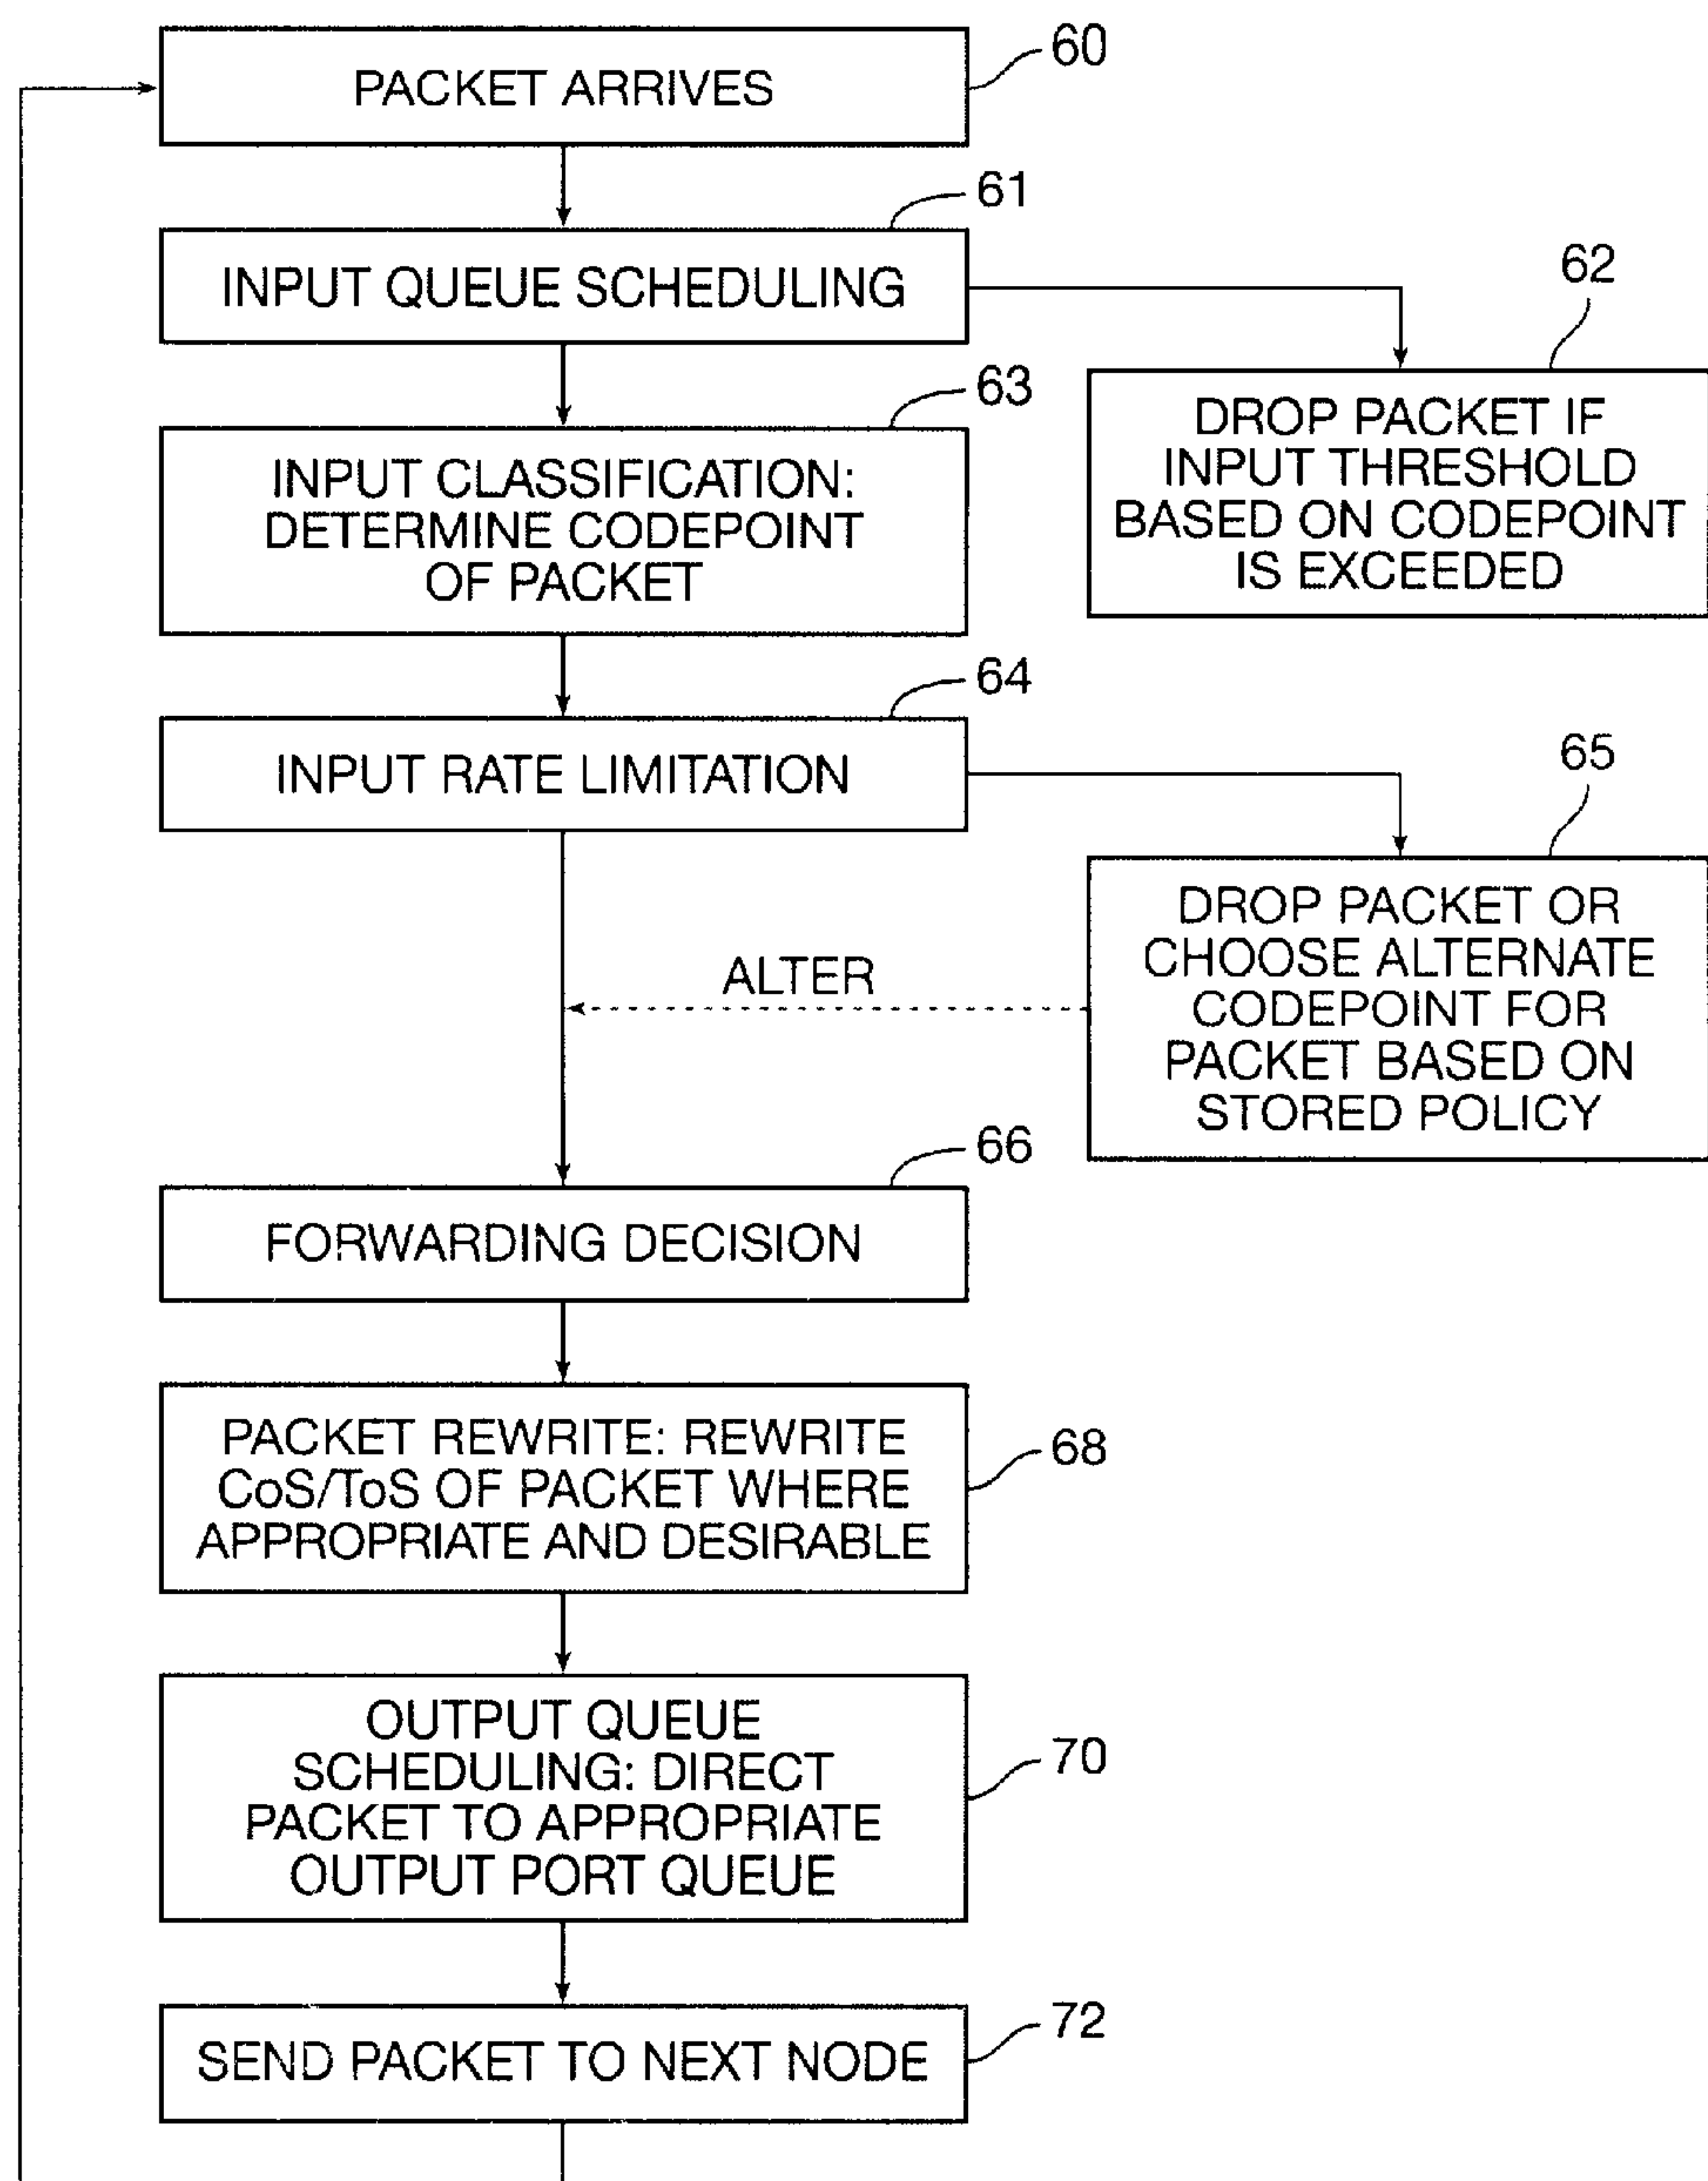 PACKET ARRIVES
60
61
INPUT QUEUE SCHEDULING
62
DROP PACKET IF
INPUT THRESHOLD
BASED ON CODEPOINT
IS EXCEEDED
63
INPUT CLASSIFICATION:
DETERMINE CODEPOINT
OF PACKET
64
INPUT RATE LIMITATION
65
DROP PACKET OR
CHOOSE ALTERNATE
CODEPOINT FOR
PACKET BASED ON
STORED POLICY
ALTER
66
FORWARDING DECISION
PACKET REWRITE: REWRITE
CoS/ToS OF PACKET WHERE
APPROPRIATE AND DESIRABLE
68
OUTPUT QUEUE
SCHEDULING: DIRECT
PACKET TO APPROPRIATE
OUTPUT PORT QUEUE
70
SEND PACKET TO NEXT NODE
72